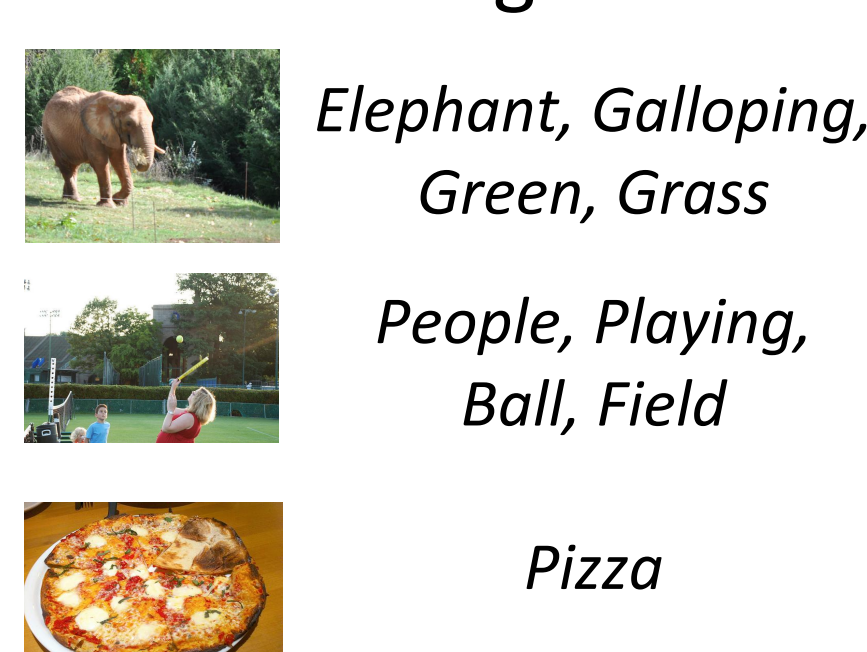 Elephant, Galloping,
Green, Grass
People, Playing,
Ball, Field
Pizza